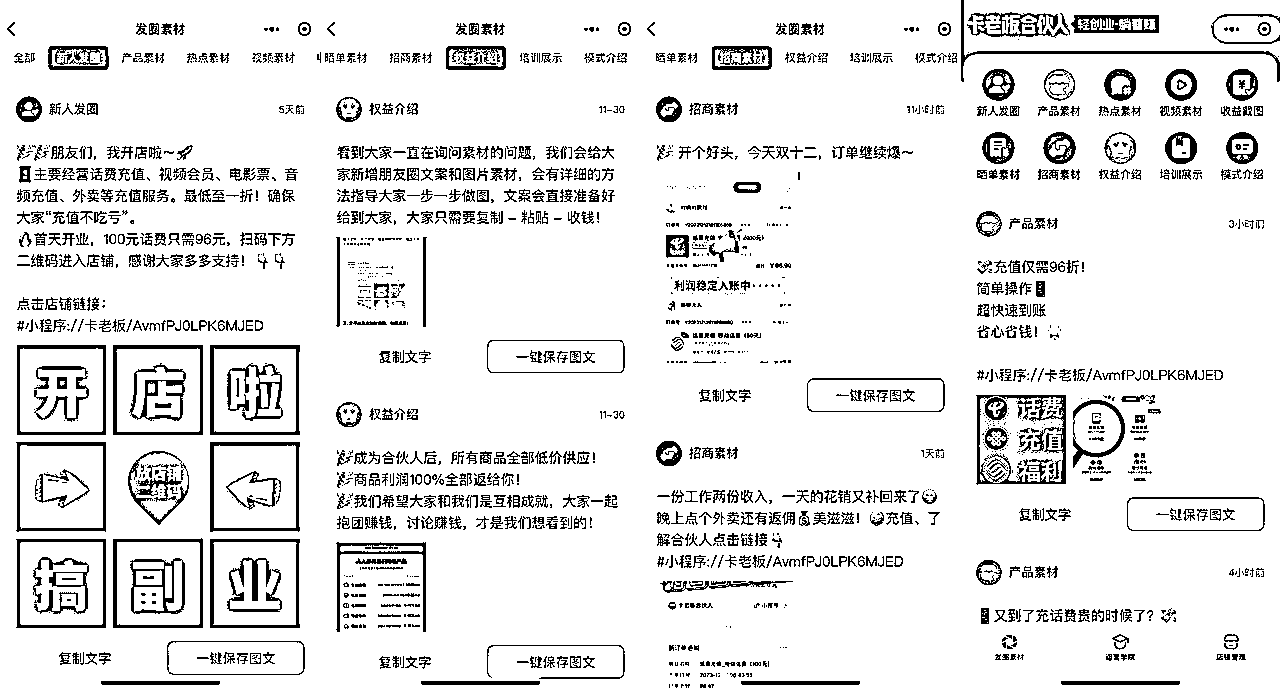 发圈素材
全部
新人发圈
产品素材
热点素材
视频素材
新人发圈
5天前
朋友们，我开店啦～🚀
主要经营话费充值、视频会员、电影票、音
频充值、外卖等充值服务。最低至一折！确保
大家“充值不吃亏”。
🔥首天开业，100元话费只需96元，扫码下方
二维码进入店铺，感谢大家多多支持！👇👇
点击店铺链接：
#小程序://卡老板/AvmfPJ0LPK6MJED
开
店
啦
放店铺
二维码
搞
副
业
复制文字
一键保存图文
发圈素材
晒单素材
招商素材
权益介绍
培训展示
模式介绍
权益介绍
11-30
看到大家一直在询问素材的问题，我们会给大
家新增朋友圈文案和图片素材，会有详细的方
法指导大家一步一步做图，文案会直接准备好
给到大家，大家只需要复制 – 粘贴 – 收钱！
复制文字
一键保存图文
权益介绍
11-30
🎉成为合伙人后，所有商品全部低价供应！
🎉商品利润100%全部返给你！
🎉我们希望大家和我们是互相成就，大家一起
抱团赚钱，讨论赚钱，才是我们想看到的！
复制文字
一键保存图文
发圈素材
晒单素材
招商素材
权益介绍
培训展示
模式介绍
招商素材
11小时前
🎉 开个好头，今天双十二，订单继续爆～
利润稳定入账中·····
复制文字
一键保存图文
招商素材
1天前
一份工作两份收入，一天的花销又补回来了
晚上点个外卖还有返佣💰美滋滋！充值、了
解合伙人点击链接👇
#小程序://卡老板/AvmfPJ0LPK6MJED
卡老板合伙人
轻创业·躺着赚
新人发圈
产品素材
热点素材
视频素材
收益截图
晒单素材
招商素材
权益介绍
培训展示
模式介绍
产品素材
3小时前
充值仅需96折！
简单操作
超快速到账
省心省钱！
#小程序://卡老板/AvmfPJ0LPK6MJED
话费
充值
福利
复制文字
一键保存图文
产品素材
4小时前
又到了充话费贵的时候了？
发圈素材
运营学院
店铺管理